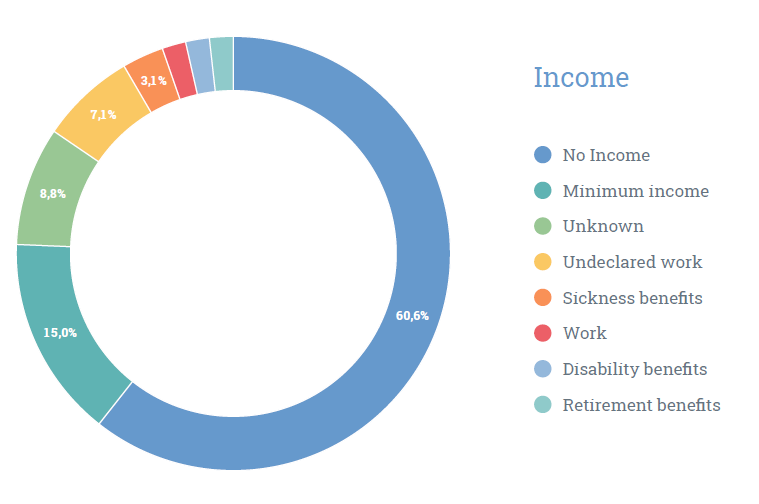 Income
3,1%
7,1%
8,8%
15,0%
60,6%
No Income
Minimum income
Unknown
Undeclared work
Sickness benefits
Work
Disability benefits
Retirement benefits